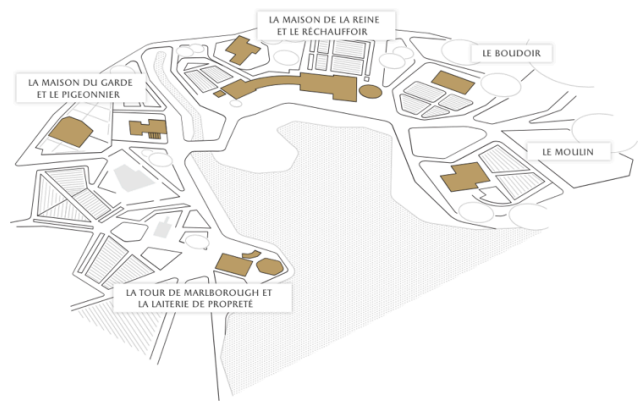 LA MAISON DE LA REINE
ET LE RÉCHAUFFOIR
LE BOUDOIR
LA MAISON DU GARDE
ET LE PIGEONNIER
LE MOULIN
LA TOUR DE MARLBOROUGH ET
LA LAITERIE DE PROPRETÉ